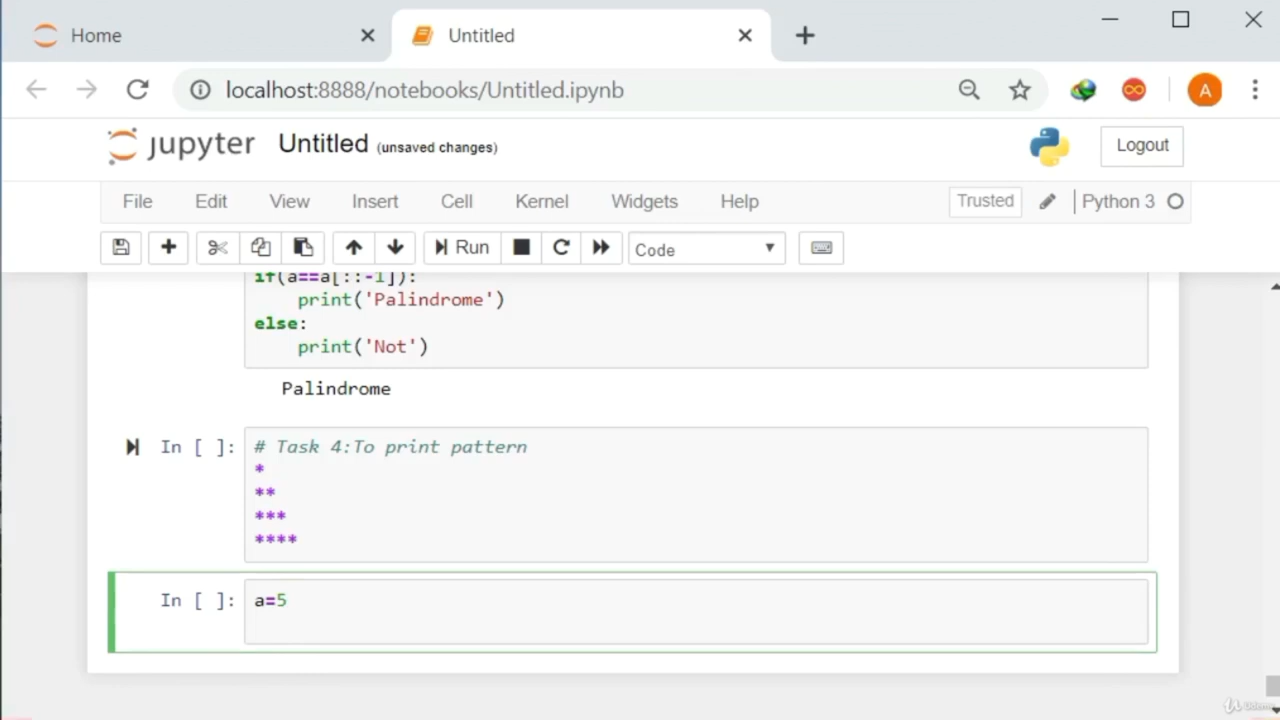 Home
Untitled
localhost:8888/notebooks/Untitled.ipynb
A
jupyter Untitled (unsaved changes)
Logout
File Edit View Insert Cell Kernel Widgets Help
Trusted
Python 3
Run
Code
if(a==a[::-1]):
print('Palindrome')
else:
print('Not')
Palindrome
In [ ]: # Task 4:To print pattern
*
**
***
****
In [ ]: a=5
Udemy